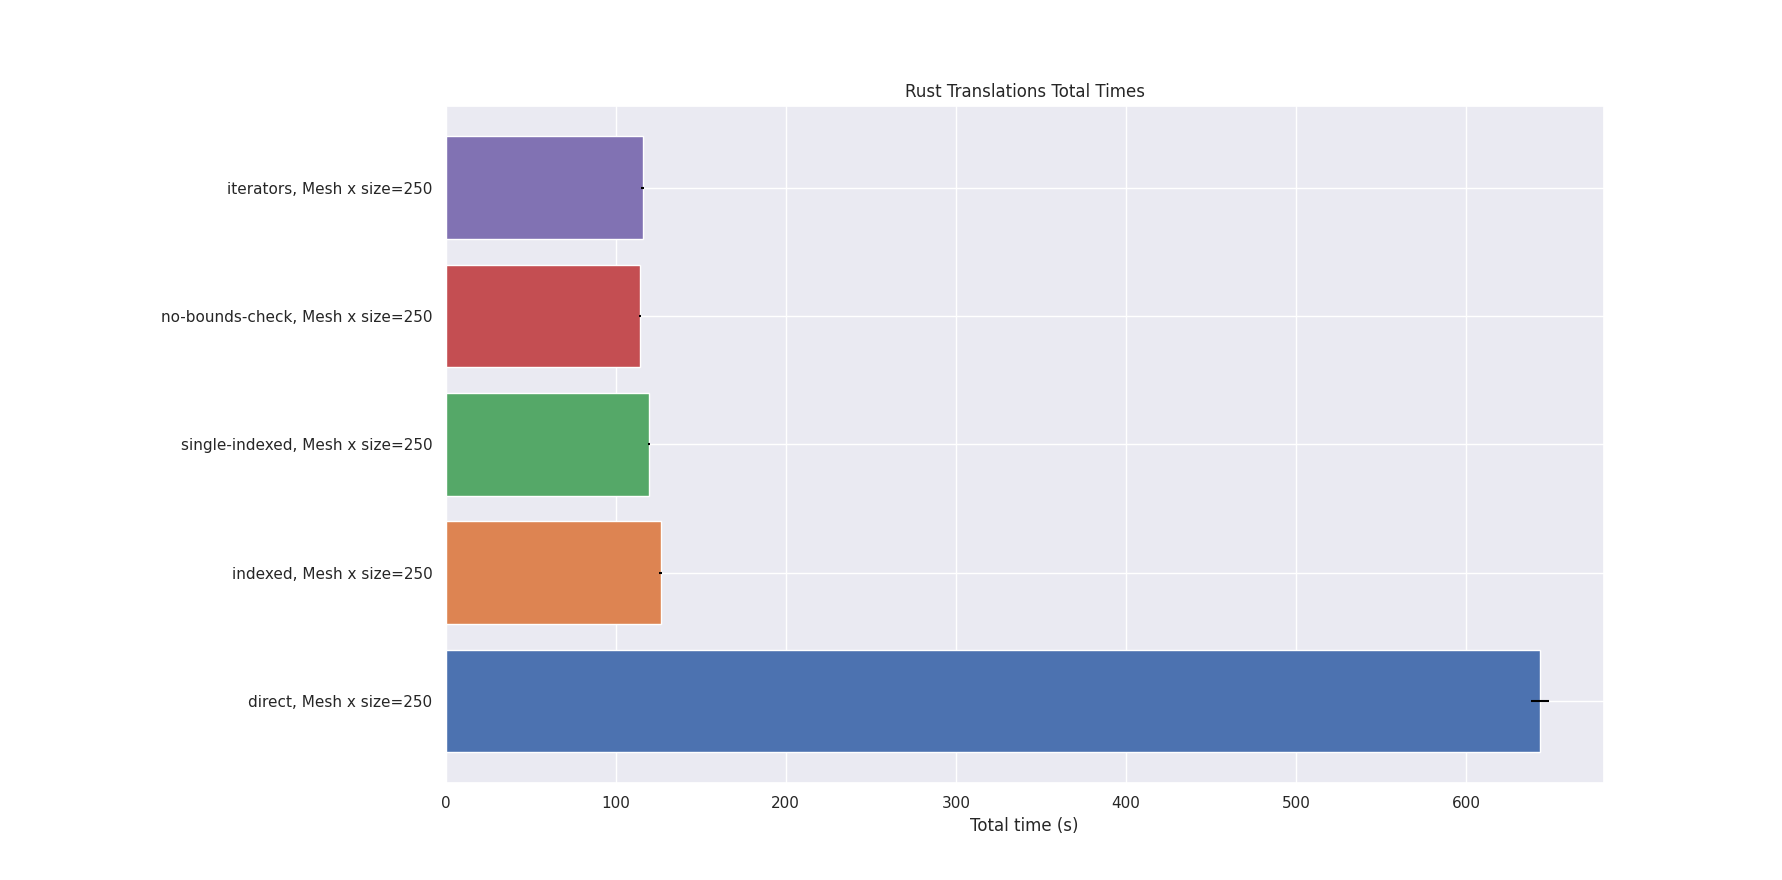 Rust Translations Total Times
iterators, Mesh x size=250
no-bounds-check, Mesh x size=250
single-indexed, Mesh x size=250
indexed, Mesh x size=250
direct, Mesh x size=250
0 100 200 300 400 500 600
Total time (s)